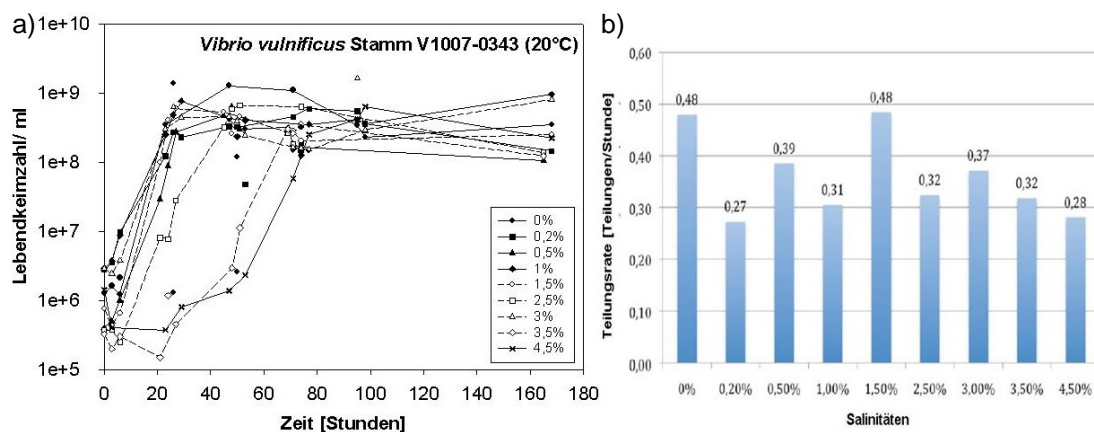 a)
Vibrio vulnificus Stamm V1007-0343 (20°C)
Lebendkeimzahl/ ml
1e+10
1e+9
1e+8
1e+7
1e+6
1e+5
0 20 40 60 80 100 120 140 160 180
Zeit [Stunden]
0%
0,2%
0,5%
1%
1,5%
2,5%
3%
3,5%
4,5%
b)
Teilungsrate [Teilungen/Stunde]
0,60
0,50
0,40
0,30
0,20
0,10
0,00
0,48
0,27
0,39
0,31
0,48
0,32
0,37
0,32
0,28
0% 0,20% 0,50% 1,00% 1,50% 2,50% 3,00% 3,50% 4,50%
Salinitäten